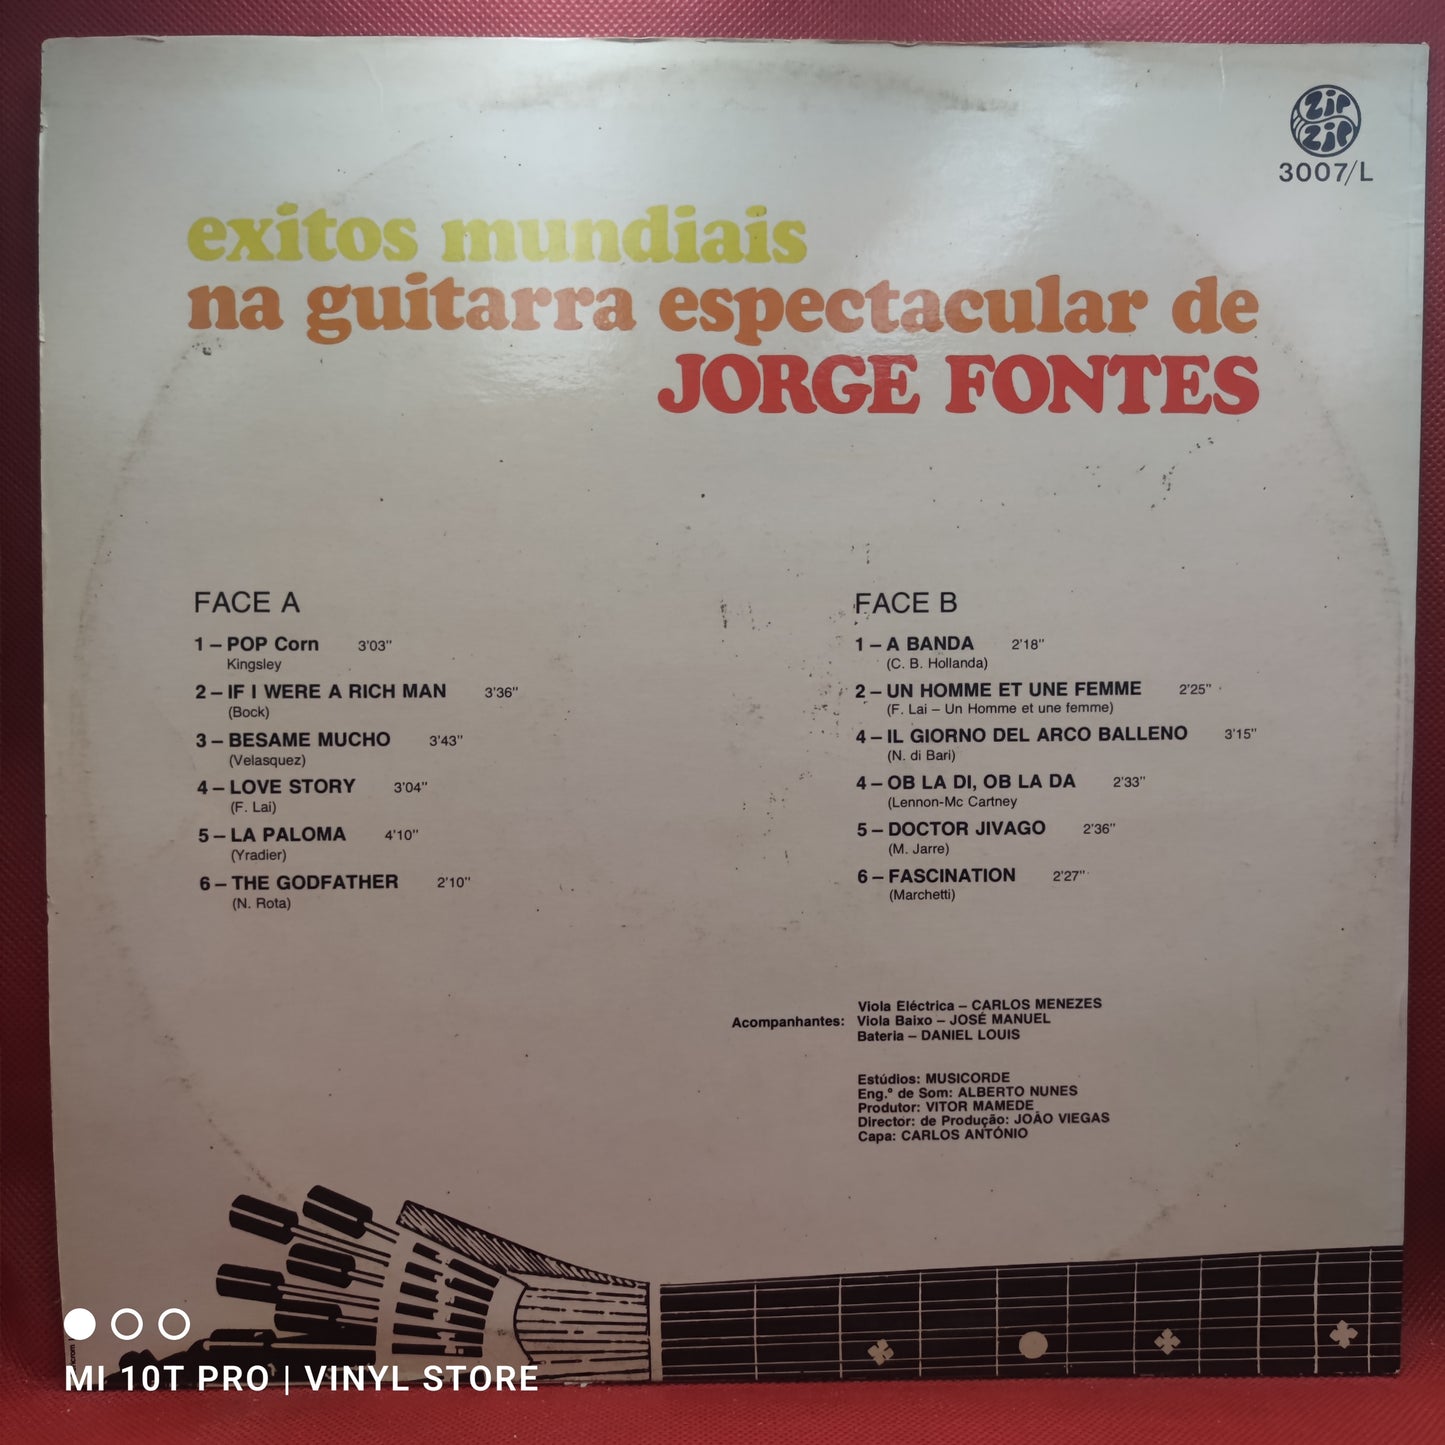 ZIP
ZIP
3007/L
exitos mundiais
na guitarra espectacular de
JORGE FONTES
FACE A
1 – POP Corn 3'03"
Kingsley
2 – IF I WERE A RICH MAN 3'36"
(Bock)
3 – BESAME MUCHO 3'43"
(Velasquez)
4 – LOVE STORY 3'04"
(F. Lai)
5 – LA PALOMA 4'10"
(Yradier)
6 – THE GODFATHER 2'10"
(N. Rota)
FACE B
1 – A BANDA 2'18"
(C. B. Hollanda)
2 – UN HOMME ET UNE FEMME 2'25"
(F. Lai – Un Homme et une femme)
4 – IL GIORNO DEL ARCO BALLENO 3'15"
(N. di Bari)
4 – OB LA DI, OB LA DA 2'33"
(Lennon-Mc Cartney
5 – DOCTOR JIVAGO 2'36"
(M. Jarre)
6 – FASCINATION 2'27"
(Marchetti)
Viola Eléctrica – CARLOS MENEZES
Acompanhantes: Viola Baixo – JOSÉ MANUEL
Bateria – DANIEL LOUIS
Estúdios: MUSICORDE
Eng.º de Som: ALBERTO NUNES
Produtor: VITOR MAMEDE
Director: de Produção: JOÃO VIEGAS
Capa: CARLOS ANTÓNIO
MI 10T PRO | VINYL STORE